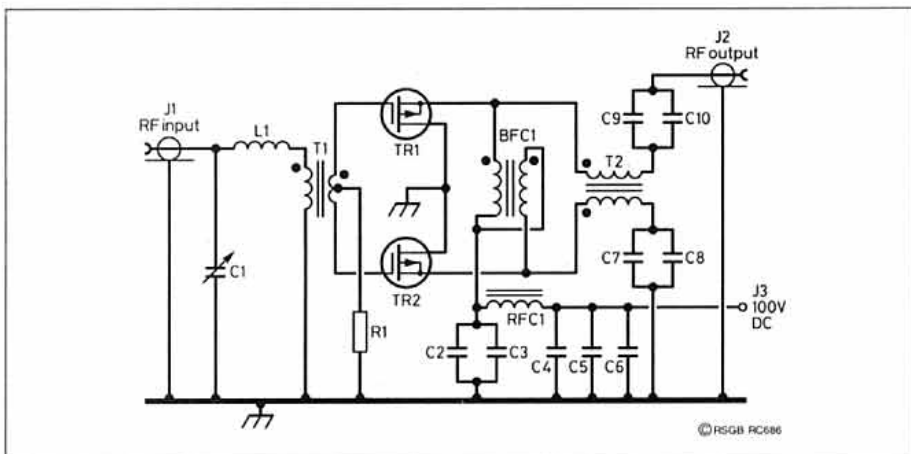 J2
RF output
J1
RF input
L1
T1
TR1
BFC1
C9
C10
T2
C1
TR2
R1
C7
C8
J3
100V
DC
RFC1
C2
C3
C4
C5
C6
©RSGB RC686